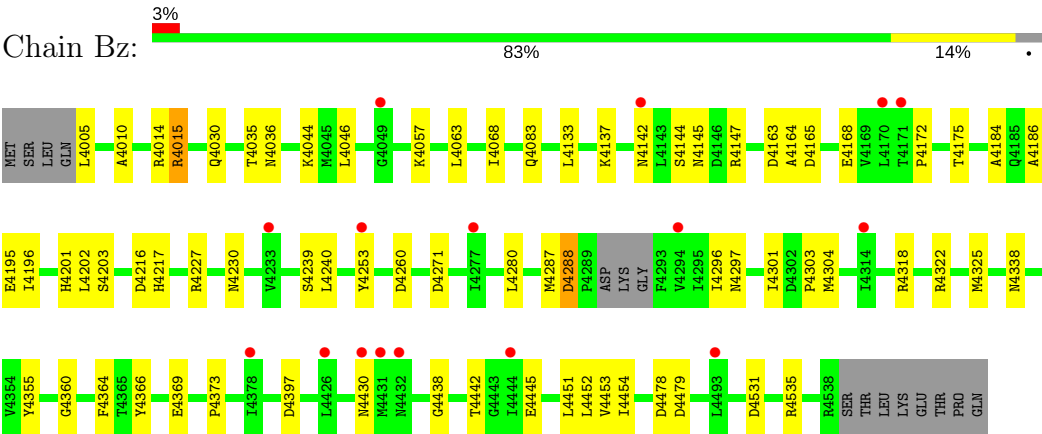 3%
Chain Bz:
83%
14%
•
MET SER LEU GLN L4005 A4010 R4014 R4015 Q4030 T4035 N4036 K4044 M4045 L4046 G4049 K4057 L4063 I4068 Q4083 L4133 K4137 N4142 L4143 S4144 N4145 D4146 R4147 D4163 A4164 D4165 E4168 V4169 L4170 T4171 P4172 T4175 A4184 Q4185 A4186
E4195 I4196 H4201 L4202 S4203 D4216 H4217 R4227 N4230 V4233 S4239 L4240 Y4253 D4260 D4271 I4277 L4280 M4287 D4288 P4289 ASP LYS GLY F4293 V4294 I4295 I4296 N4297 I4301 D4302 P4303 M4304 I4314 R4318 R4322 M4325 N4338
V4354 Y4355 G4360 F4364 T4365 Y4366 E4369 P4373 I4378 D4397 L4426 N4430 M4431 N4432 G4438 T4442 G4443 I4444 E4445 L4451 L4452 V4453 I4454 D4478 D4479 L4493 D4531 R4535 R4538 SER THR LEU LYS GLU THR PRO GLN